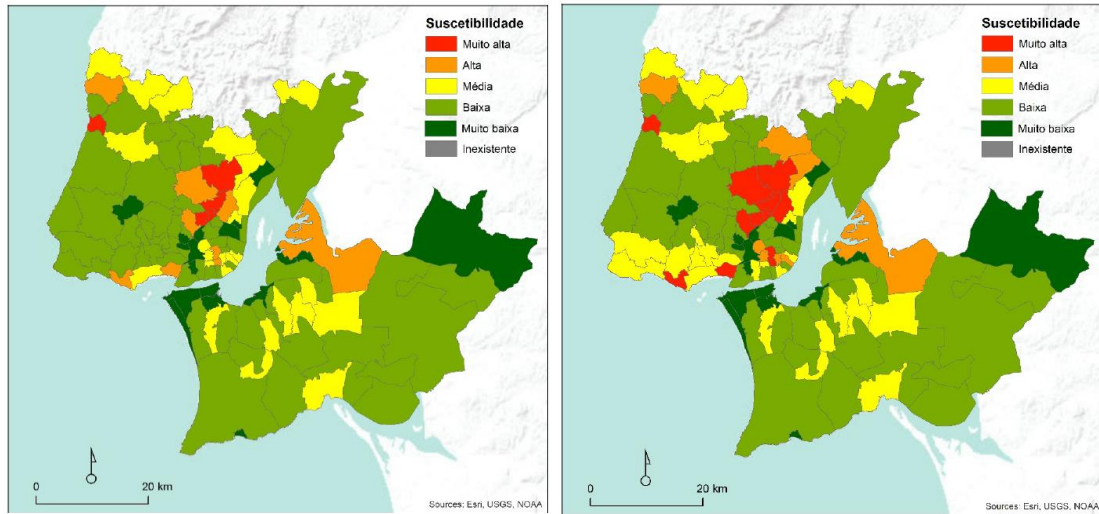 Suscetibilidade
Muito alta
Alta
Média
Baixa
Muito baixa
Inexistente
0 20 km
Sources: Esri, USGS, NOAA
Suscetibilidade
Muito alta
Alta
Média
Baixa
Muito baixa
Inexistente
0 20 km
Sources: Esri, USGS, NOAA